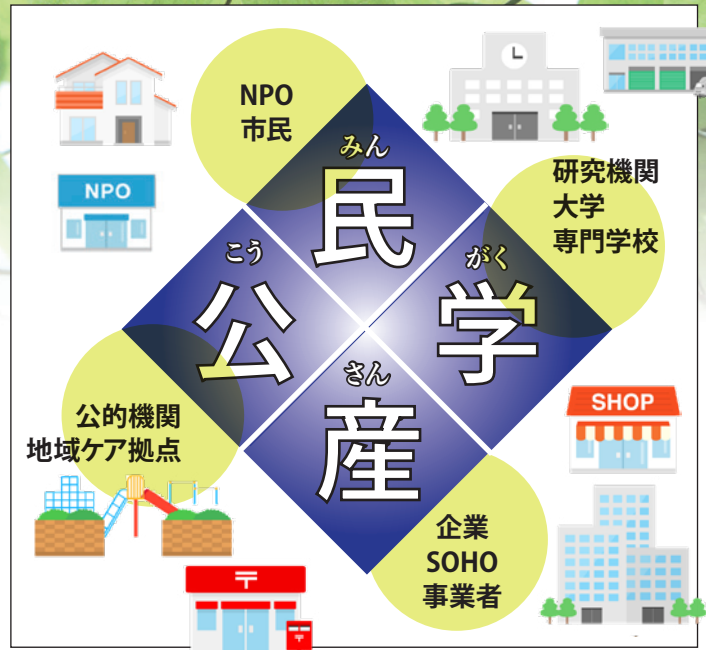 NPO
市民
NPO
みん
民
研究機関
大学
専門学校
がく
学
こう
公
公的機関
地域ケア拠点
さん
産
SHOP
企業
SOHO
事業者
〒
〒